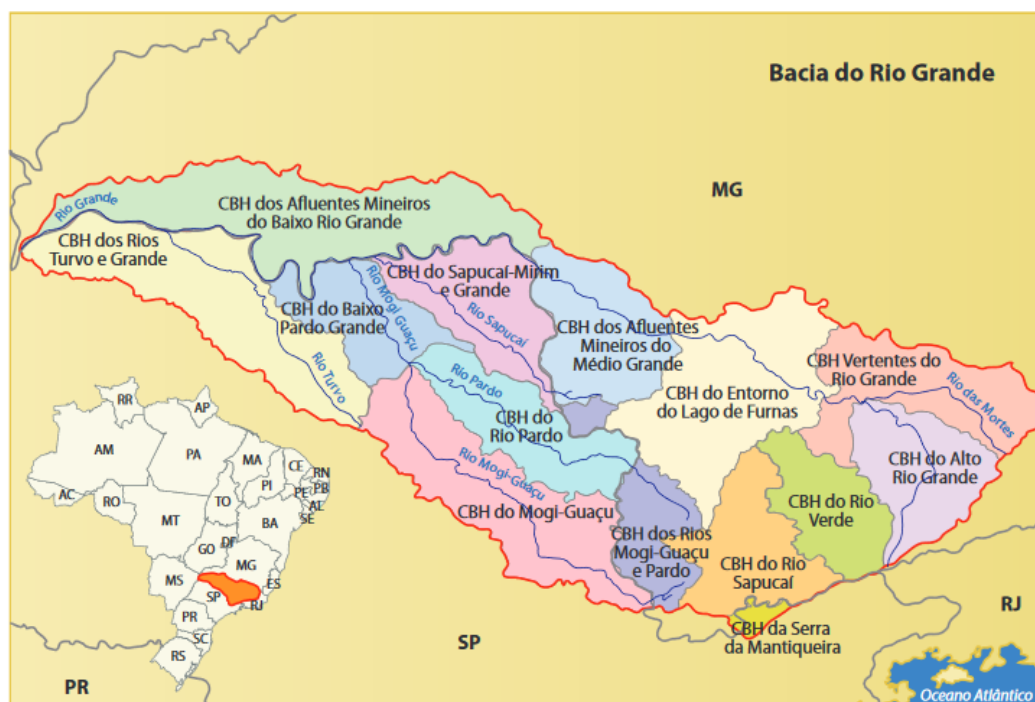 Bacia do Rio Grande
MG
Rio Grande
CBH dos Afluentes Mineiros
do Baixo Rio Grande
CBH dos Rios
Turvo e Grande
CBH do Sapucaí-Mirim
e Grande
Rio Mogi Guaçu
CBH do Baixo
Pardo Grande
Rio Sapucaí
CBH dos Afluentes
Mineiros do
Médio Grande
CBH Vertentes do
Rio Grande
Rio Turvo
Rio Pardo
CBH do Entorno
do Lago de Furnas
Rio das Mortes
CBH do
Rio Pardo
CBH do Alto
Rio Grande
Rio Mogi-Guaçu
CBH do Mogi-Guaçu
CBH do Rio
Verde
CBH dos Rios
Mogi-Guaçu
e Pardo
CBH do Rio
Sapucaí
CBH da Serra
da Mantiqueira
RR
AP
AM
PA
MA
CE
RN
PB
PI
PE
AL
SE
AC
RO
TO
BA
MT
DF
GO
MG
ES
MS
SP
RJ
PR
SC
RS
SP
RJ
PR
Oceano Atlântico